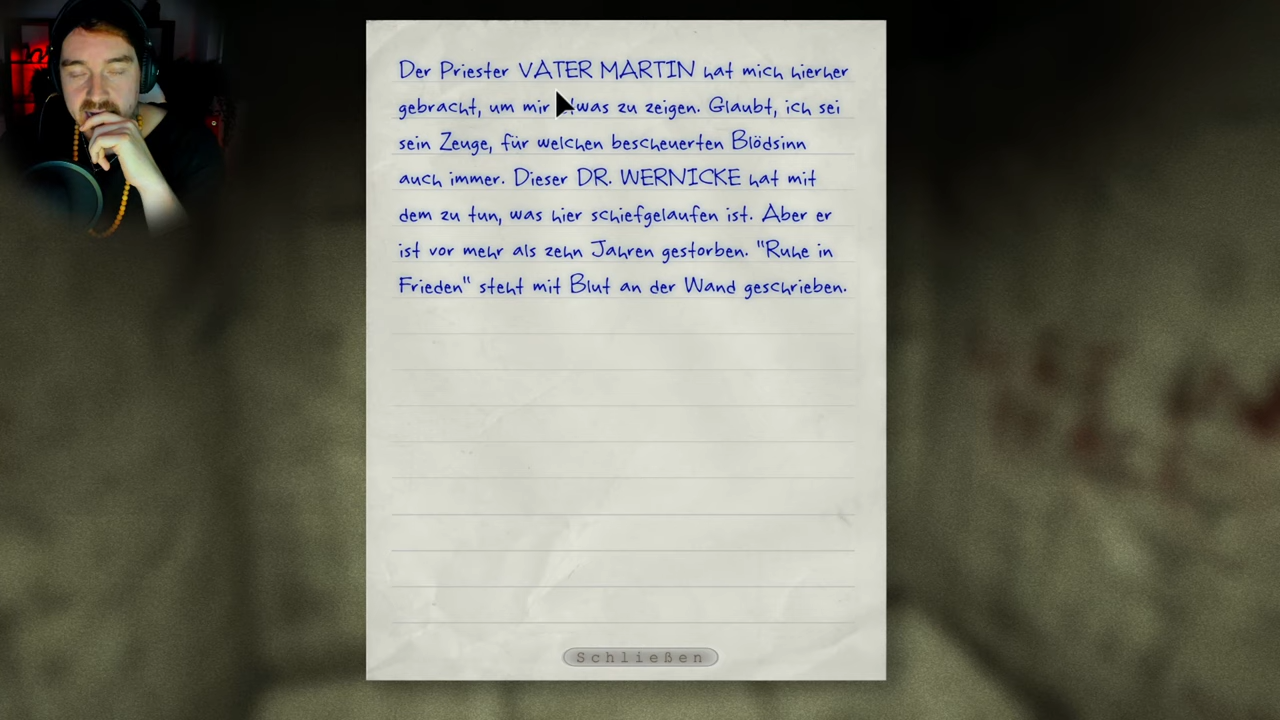 Der Priester VATER MARTIN hat mich hierher
gebracht, um mir zu zeigen. Glaubt, ich sei
sein Zeuge, für welchen bescheuerten Blödsinn
auch immer. Dieser DR. WERNICKE hat mit
dem zu tun, was hier schiefgelaufen ist. Aber er
ist vor mehr als zehn Jahren gestorben. "Ruhe in
Frieden" steht mit Blut an der Wand geschrieben.
Schließen